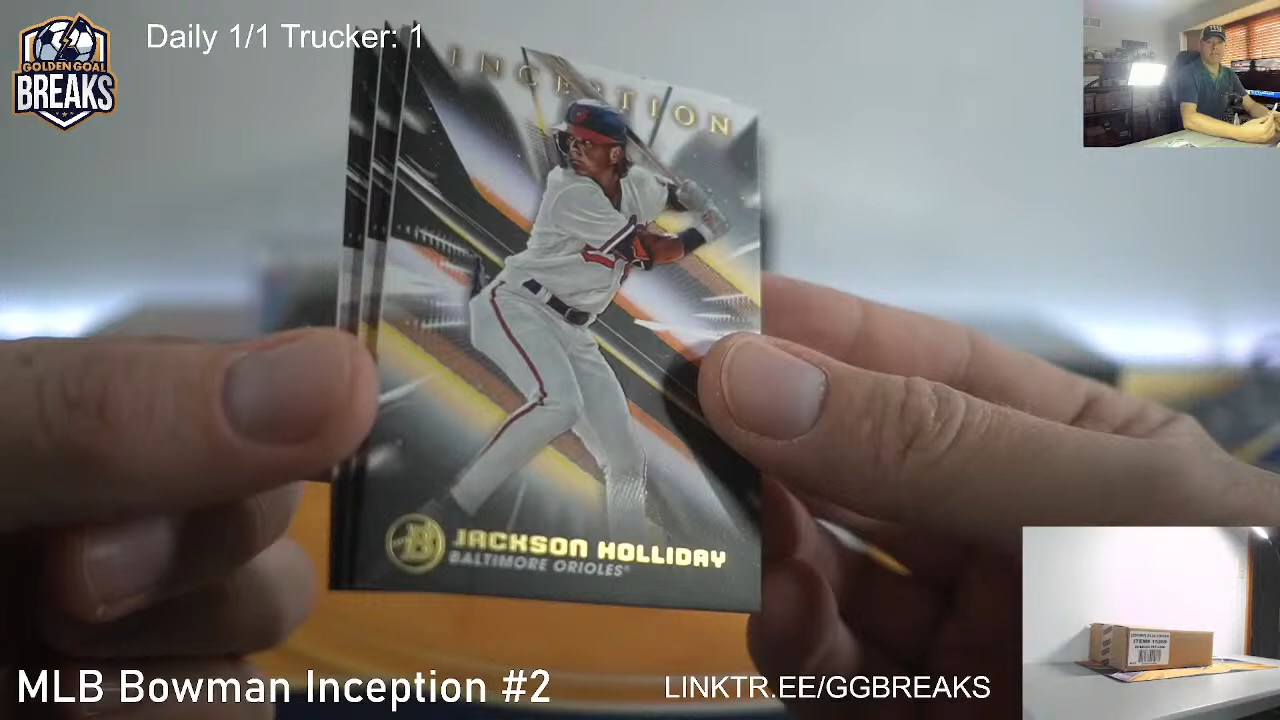 GOLDEN GOAL
BREAKS
Daily 1/1 Trucker: 1
INCEPTION
B
JACKSON HOLLIDAY
BALTIMORE ORIOLES
MLB Bowman Inception #2
LINKTR.EE/GGBREAKS